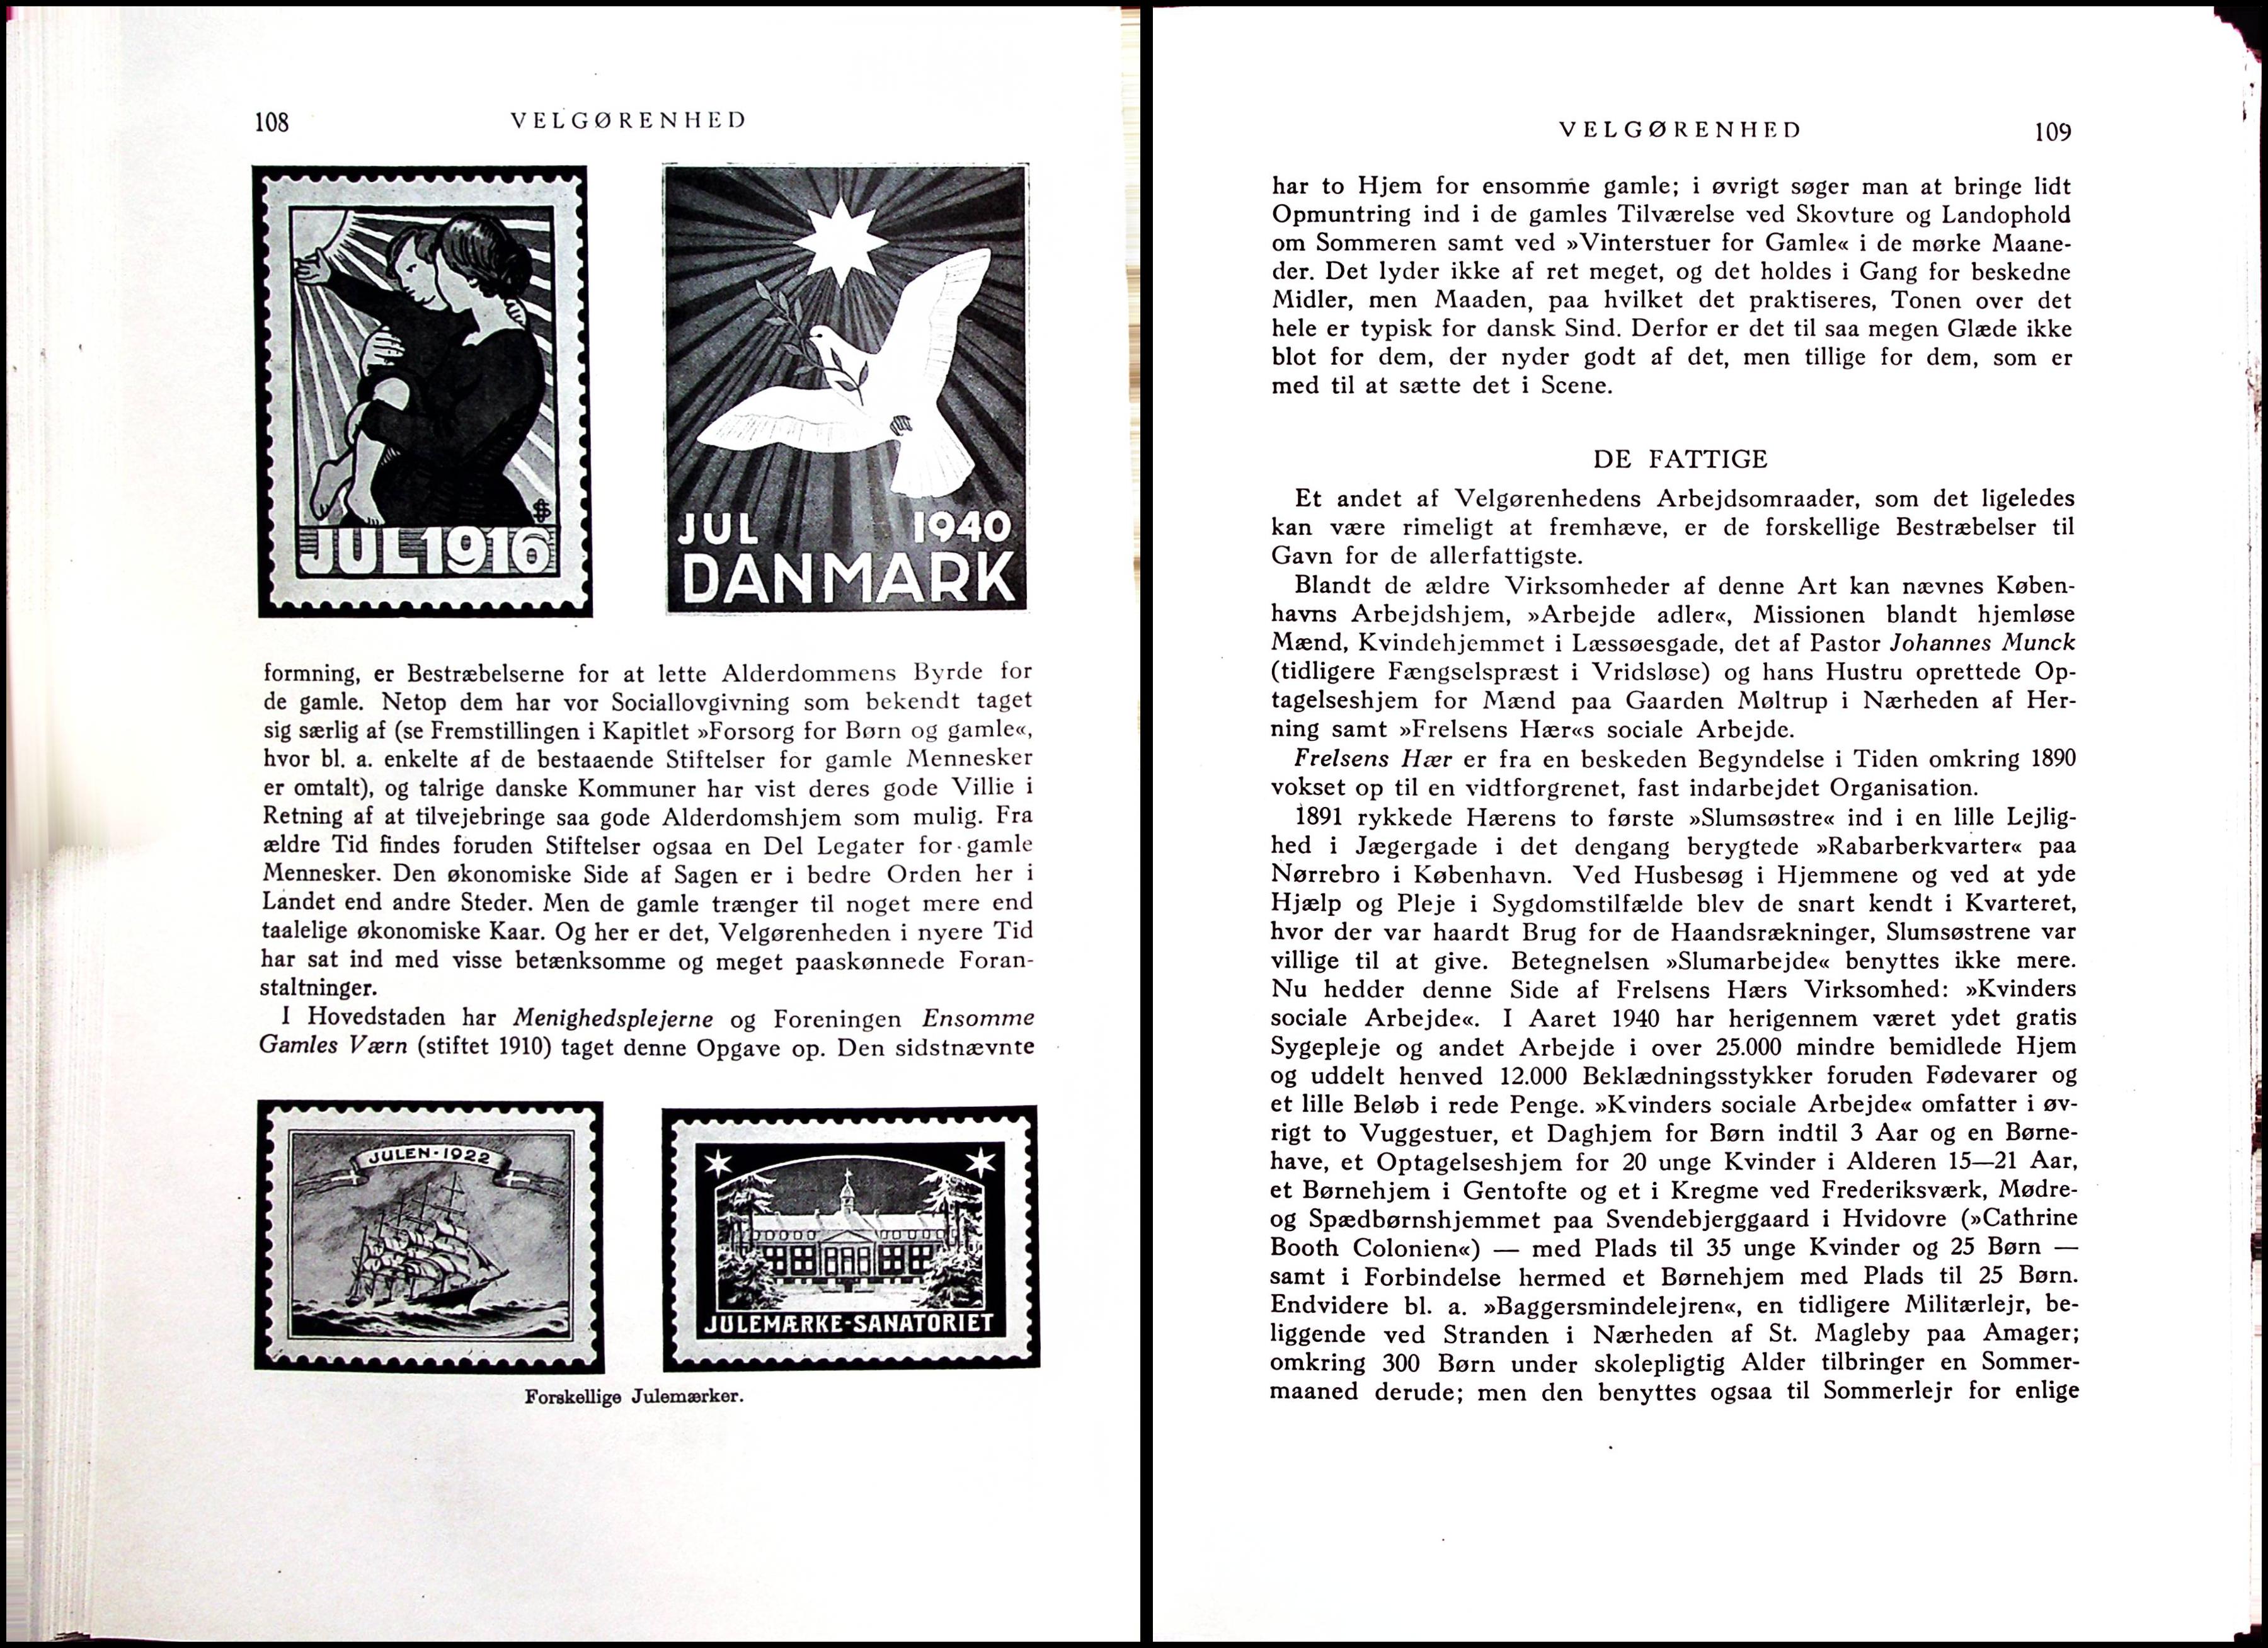 108
VELGØRENHED
JUL 1916
JUL 1940
DANMARK
formning, er Bestræbelserne for at lette Alderdommens Byrde for
de gamle. Netop dem har vor Sociallovgivning som bekendt taget
sig særlig af (se Fremstillingen i Kapitlet »Forsorg for Børn og gamle«,
hvor bl. a. enkelte af de bestaaende Stiftelser for gamle Mennesker
er omtalt), og talrige danske Kommuner har vist deres gode Villie i
Retning af at tilvejebringe saa gode Alderdomshjem som mulig. Fra
ældre Tid findes foruden Stiftelser ogsaa en Del Legater for gamle
Mennesker. Den økonomiske Side af Sagen er i bedre Orden her i
Landet end andre Steder. Men de gamle trænger til noget mere end
taalelige økonomiske Kaar. Og her er det, Velgørenheden i nyere Tid
har sat ind med visse betænksomme og meget paaskønnede Foran-
staltninger.
I Hovedstaden har Menighedsplejerne og Foreningen Ensomme
Gamles Værn (stiftet 1910) taget denne Opgave op. Den sidstnævnte
JULEN·1922
JULEMÆRKE-SANATORIET
Forskellige Julemærker.
VELGØRENHED
109
har to Hjem for ensomme gamle; i øvrigt søger man at bringe lidt
Opmuntring ind i de gamles Tilværelse ved Skovture og Landophold
om Sommeren samt ved »Vinterstuer for Gamle« i de mørke Maane-
der. Det lyder ikke af ret meget, og det holdes i Gang for beskedne
Midler, men Maaden, paa hvilket det praktiseres, Tonen over det
hele er typisk for dansk Sind. Derfor er det til saa megen Glæde ikke
blot for dem, der nyder godt af det, men tillige for dem, som er
med til at sætte det i Scene.
DE FATTIGE
Et andet af Velgørenhedens Arbejdsomraader, som det ligeledes
kan være rimeligt at fremhæve, er de forskellige Bestræbelser til
Gavn for de allerfattigste.
Blandt de ældre Virksomheder af denne Art kan nævnes Køben-
havns Arbejdshjem, »Arbejde adler«, Missionen blandt hjemløse
Mænd, Kvindehjemmet i Læssøesgade, det af Pastor Johannes Munck
(tidligere Fængselspræst i Vridsløse) og hans Hustru oprettede Op-
tagelseshjem for Mænd paa Gaarden Møltrup i Nærheden af Her-
ning samt »Frelsens Hær«s sociale Arbejde.
Frelsens Hær er fra en beskeden Begyndelse i Tiden omkring 1890
vokset op til en vidtforgrenet, fast indarbejdet Organisation.
1891 rykkede Hærens to første »Slumsøstre« ind i en lille Lejlig-
hed i Jægergade i det dengang berygtede »Rabarberkvarter« paa
Nørrebro i København. Ved Husbesøg i Hjemmene og ved at yde
Hjælp og Pleje i Sygdomstilfælde blev de snart kendt i Kvarteret,
hvor der var haardt Brug for de Haandsrækninger, Slumsøstrene var
villige til at give. Betegnelsen »Slumarbejde« benyttes ikke mere.
Nu hedder denne Side af Frelsens Hærs Virksomhed: »Kvinders
sociale Arbejde«. I Aaret 1940 har herigennem været ydet gratis
Sygepleje og andet Arbejde i over 25.000 mindre bemidlede Hjem
og uddelt henved 12.000 Beklædningsstykker foruden Fødevarer og
et lille Beløb i rede Penge. »Kvinders sociale Arbejde« omfatter i øv-
rigt to Vuggestuer, et Daghjem for Børn indtil 3 Aar og en Børne-
have, et Optagelseshjem for 20 unge Kvinder i Alderen 15—21 Aar,
et Børnehjem i Gentofte og et i Kregme ved Frederiksværk, Mødre-
og Spædbørnshjemmet paa Svendebjerggaard i Hvidovre (»Cathrine
Booth Colonien«) — med Plads til 35 unge Kvinder og 25 Børn —
samt i Forbindelse hermed et Børnehjem med Plads til 25 Børn.
Endvidere bl. a. »Baggersmindelejren«, en tidligere Militærlejr, be-
liggende ved Stranden i Nærheden af St. Magleby paa Amager;
omkring 300 Børn under skolepligtig Alder tilbringer en Sommer-
maaned derude; men den benyttes ogsaa til Sommerlejr for enlige